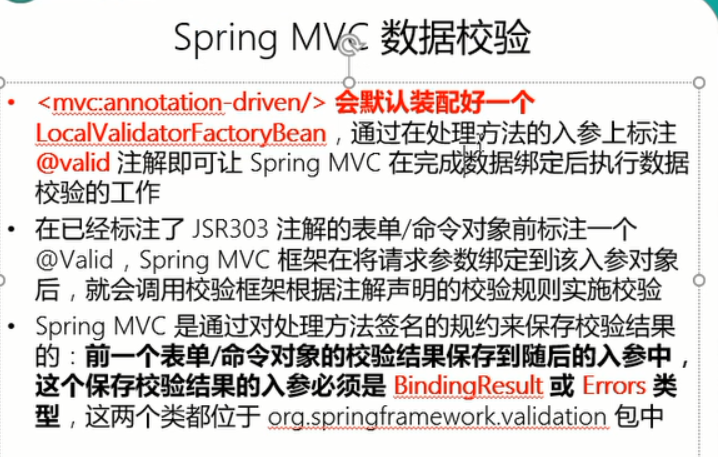 Spring MVC 数据校验
• <mvc:annotation-driven/> 会默认装配好一个
LocalValidatorFactoryBean，通过在处理方法的入参上标注
@valid 注解即可让 Spring MVC 在完成数据绑定后执行数据
校验的工作
• 在已经标注了 JSR303 注解的表单/命令对象前标注一个
@Valid，Spring MVC 框架在将请求参数绑定到该入参对象
后，就会调用校验框架根据注解声明的校验规则实施校验
• Spring MVC 是通过对处理方法签名的规约来保存校验结果
的：前一个表单/命令对象的校验结果保存到随后的入参中，
这个保存校验结果的入参必须是 BindingResult 或 Errors 类
型，这两个类都位于 org.springframework.validation 包中